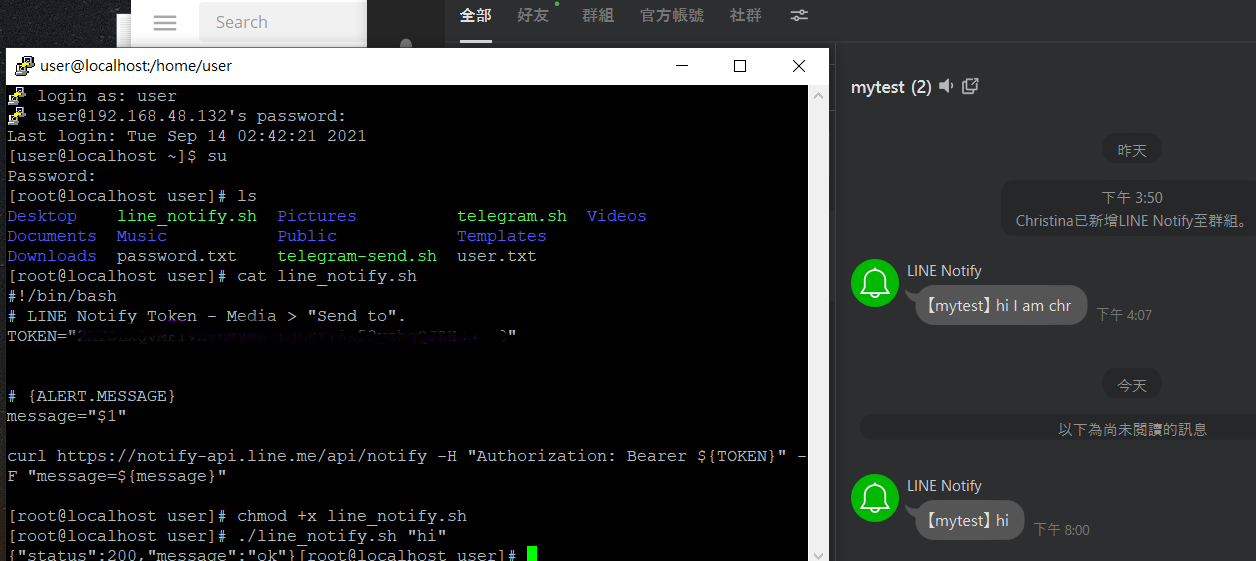 Search
全部 好友 群組 官方帳號 社群
user@localhost:/home/user
login as: user
user@192.168.48.132's password:
Last login: Tue Sep 14 02:42:21 2021
[user@localhost ~]$ su
Password:
[root@localhost user]# ls
Desktop line_notify.sh Pictures telegram.sh Videos
Documents Music Public Templates
Downloads password.txt telegram-send.sh user.txt
[root@localhost user]# cat line_notify.sh
#!/bin/bash
# LINE Notify Token - Media > "Send to".
TOKEN="

# {ALERT.MESSAGE}
message="$1"

curl https://notify-api.line.me/api/notify -H "Authorization: Bearer ${TOKEN}" -
F "message=${message}"

[root@localhost user]# chmod +x line_notify.sh
[root@localhost user]# ./line_notify.sh "hi"
{"status":200,"message":"ok"}[root@localhost user]#
mytest (2)
昨天
下午 3:50
Christina已新增LINE Notify至群組。
LINE Notify
【mytest】hi I am chr
下午 4:07
今天
以下為尚未閱讀的訊息
LINE Notify
【mytest】hi
下午 8:00